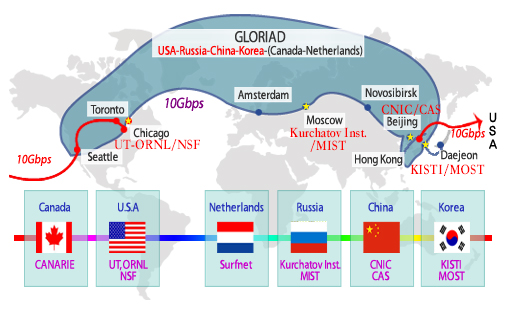 GLORIAD
USA-Russia-China-Korea-(Canada-Netherlands)
10Gbps
Toronto
Amsterdam
Novosibirsk
CNIC/CAS
Chicago
Moscow
Beijing
10Gbps
USA
UT-ORNL/NSF
Kurchatov Inst.
/MIST
10Gbps
Seattle
Hong Kong
Daejeon
KISTI/MOST
Canada
U.S.A
Netherlands
Russia
China
Korea
CANARIE
UT,ORNL
NSF
Surfnet
Kurchatov Inst.
MIST
CNIC
CAS
KISTI
MOST